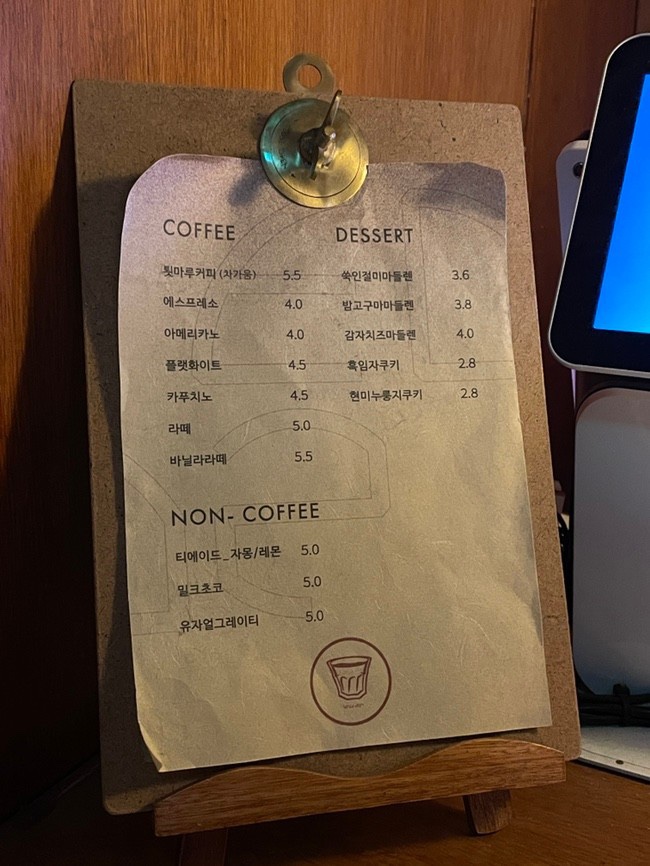 COFFEE
툇마루커피 (차가움) 5.5
에스프레소 4.0
아메리카노 4.0
플랫화이트 4.5
카푸치노 4.5
라떼 5.0
바닐라라떼 5.5
NON- COFFEE
티에이드_자몽/레몬 5.0
밀크초코 5.0
유자얼그레이티 5.0
DESSERT
쑥인절미마들렌 3.6
밤고구마마들렌 3.8
감자치즈마들렌 4.0
흑임자쿠키 2.8
현미누룽지쿠키 2.8